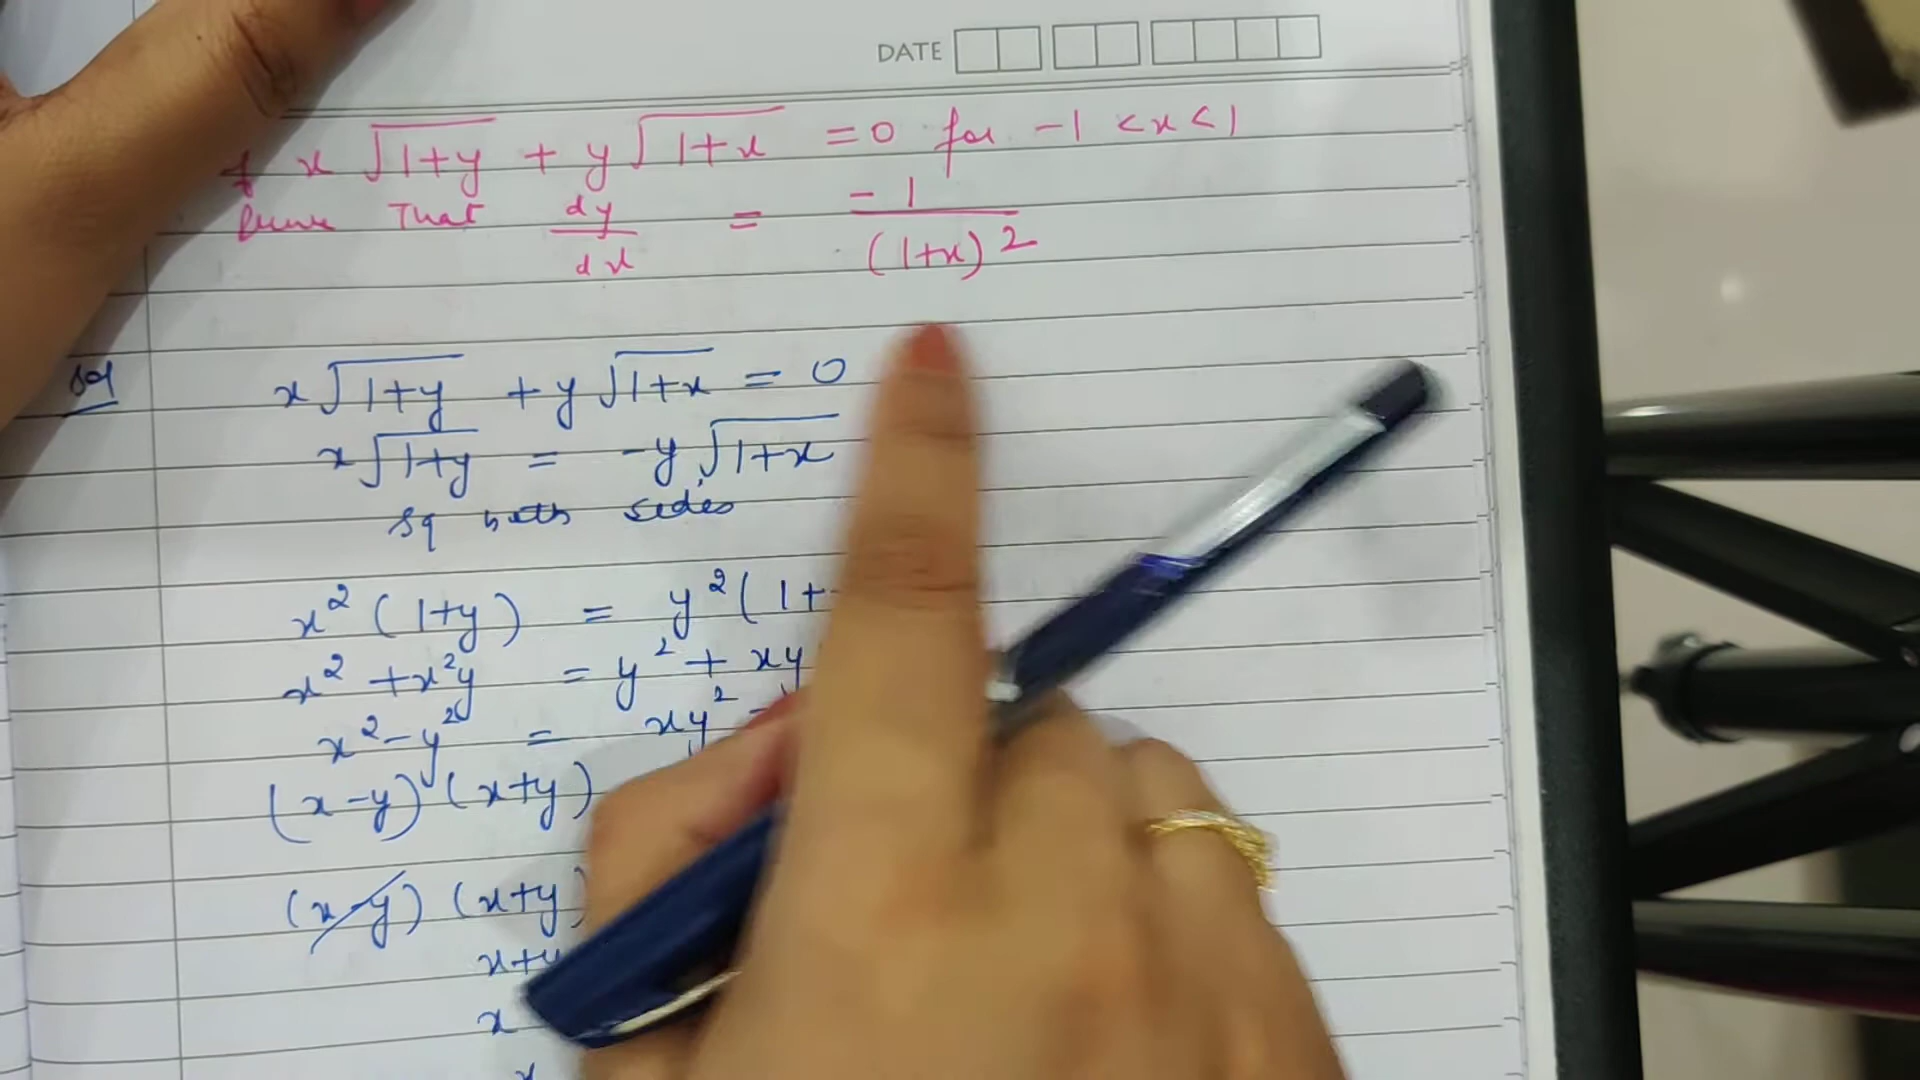 DATE
f x √1+y + y √1+x = 0 for -1 < x < 1
Prove That dy/dx = -1/(1+x)2
Sol
x √1+y + y √1+x = 0
x √1+y = -y √1+x
sq both sides
x² (1+y) = y² (1+
x² + x²y = y² + xy
x² - y² = xy² -
(x-y) (x+y)
(x-y) (x+y)
x+y
x
x